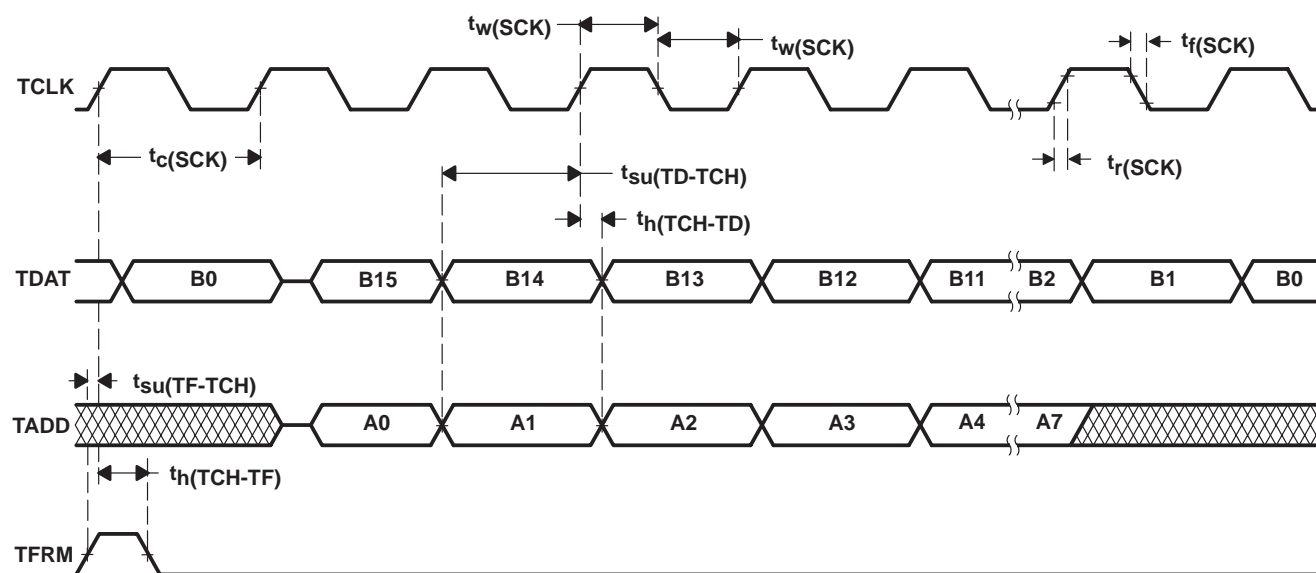 tw(SCK)
tw(SCK)
tf(SCK)
TCLK
tc(SCK)
tr(SCK)
tsu(TD-TCH)
th(TCH-TD)
TDAT B0 B15 B14 B13 B12 B11 B2 B1 B0
tsu(TF-TCH)
TADD A0 A1 A2 A3 A4 A7
th(TCH-TF)
TFRM